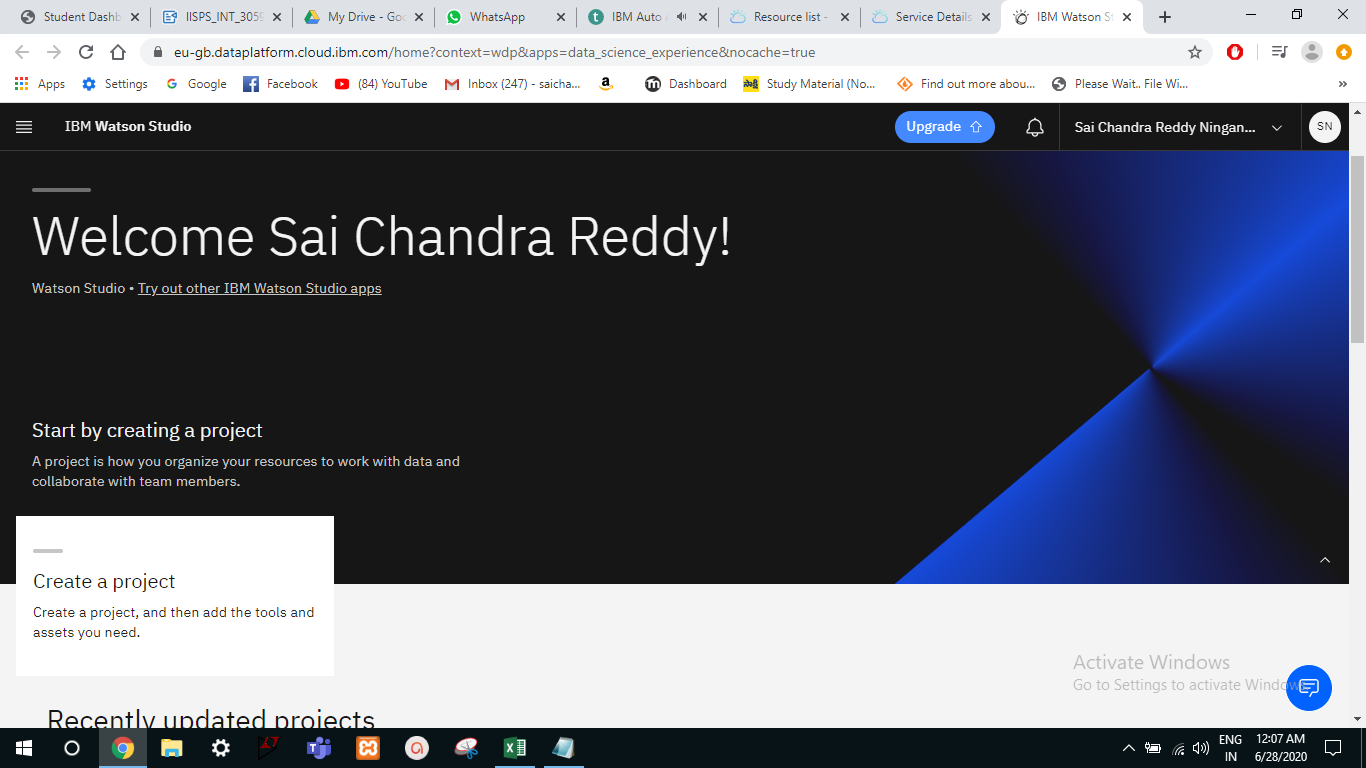 Student Dashb
IISPS_INT_3059
My Drive - Goo
WhatsApp
IBM Auto
Resource list -
Service Details
IBM Watson St
eu-gb.dataplatform.cloud.ibm.com/home?context=wdp&apps=data_science_experience&nocache=true
Apps
Settings
Google
Facebook
(84) YouTube
Inbox (247) - saicha...
Dashboard
Study Material (No...
Find out more abou...
Please Wait.. File Wi...
»
IBM Watson Studio
Upgrade
Sai Chandra Reddy Ningan...
SN
Welcome Sai Chandra Reddy!
Watson Studio • Try out other IBM Watson Studio apps
Start by creating a project
A project is how you organize your resources to work with data and
collaborate with team members.
Create a project
Create a project, and then add the tools and
assets you need.
Activate Windows
Go to Settings to activate Windows.
Recently updated projects
ENG
IN
12:07 AM
6/28/2020